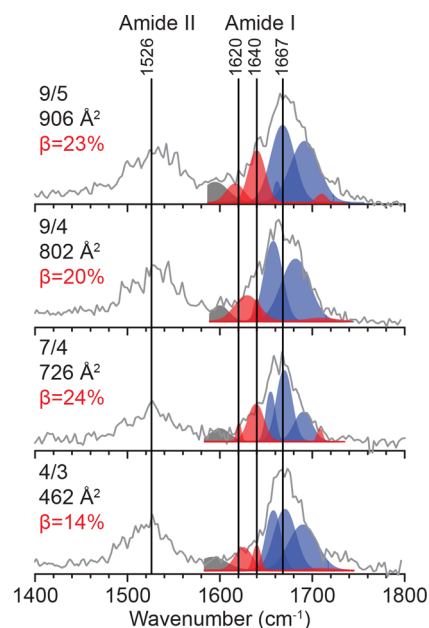 Amide II Amide I
1526 1620 1640 1667
9/5
906 Å²
β=23%
9/4
802 Å²
β=20%
7/4
726 Å²
β=24%
4/3
462 Å²
β=14%
1400 1500 1600 1700 1800
Wavenumber (cm⁻¹)